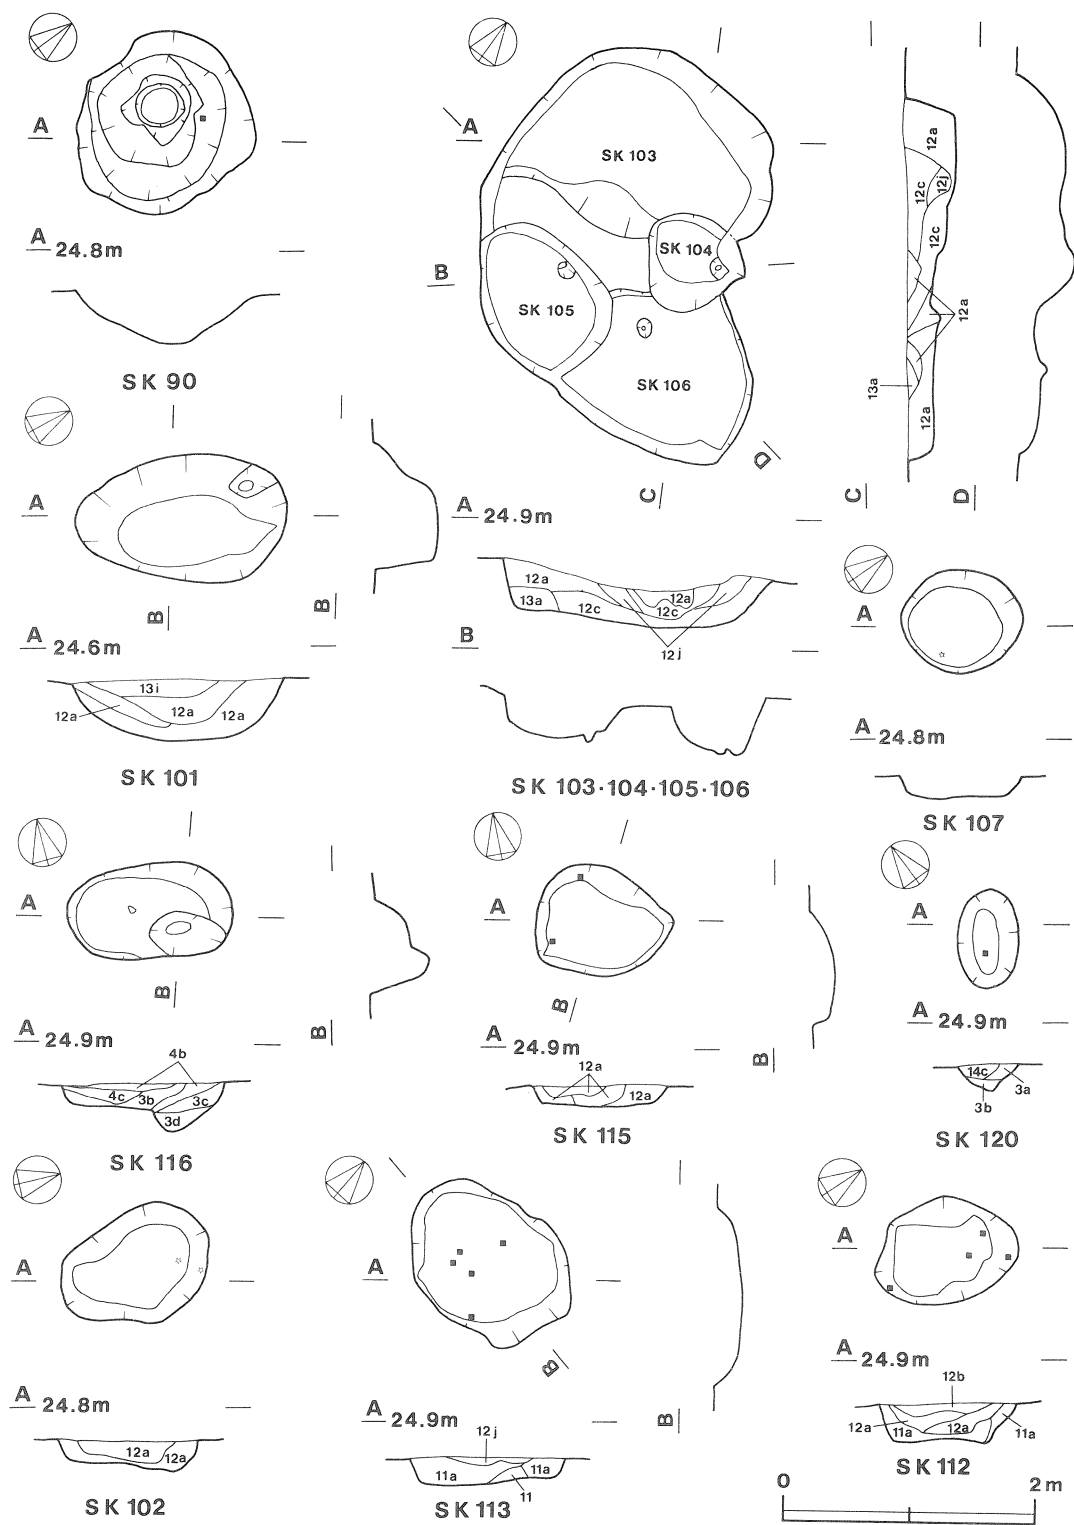 A
A 24.8m
SK 90
A
B
SK 103
SK 104
SK 105
SK 106
C
D
A 24.9m
12a
13a
12c
12a
12c
12j
B
SK 103·104·105·106
12a
12j
12c
12c
12a
13a
12a
C
D
A
B
B
A 24.6m
13i
12a
12a
12a
SK 101
A
A 24.8m
SK 107
A
B
B
A 24.9m
4b
4c
3b
3c
3d
SK 116
A
B
B
A 24.9m
12a
12a
SK 115
A
A 24.9m
14c
3a
3b
SK 120
A
A 24.8m
12a
12a
SK 102
A
B
B
A 24.9m
12j
11a
11a
11
SK 113
A
A 24.9m
12b
12a
11a
12a
11a
SK 112
0 2m